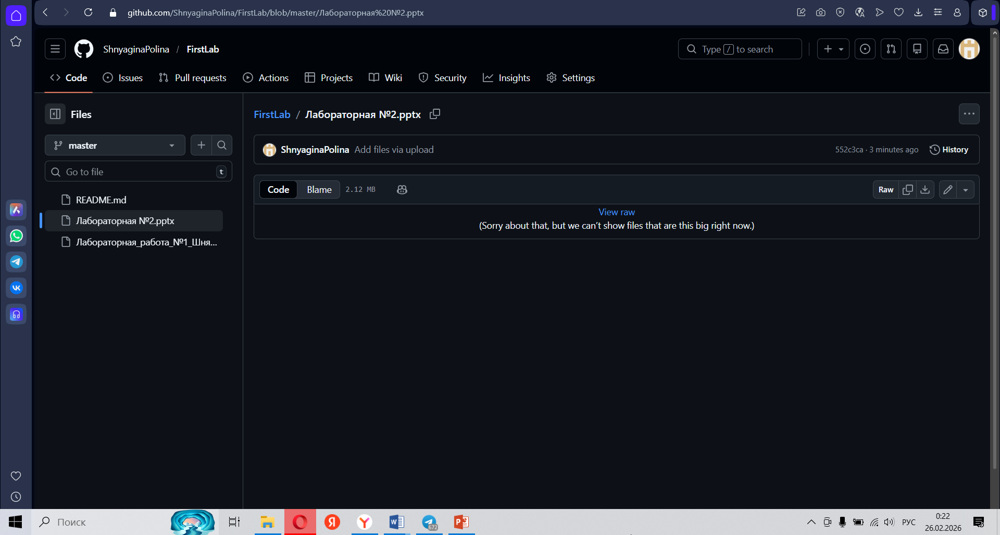 github.com/ShnyaginaPolina/FirstLab/blob/master/Лабораторная%20№2.pptx
ShnyaginaPolina / FirstLab
Type / to search
Code
Issues
Pull requests
Actions
Projects
Wiki
Security
Insights
Settings
Files
FirstLab / Лабораторная №2.pptx
master
ShnyaginaPolina Add files via upload
552c3ca · 3 minutes ago
History
Go to file
t
Code
Blame
2.12 MB
Raw
README.md
Лабораторная №2.pptx
Лабораторная_работа_№1_Шня...
View raw
(Sorry about that, but we can’t show files that are this big right now.)
Поиск
672
РУС
0:22
26.02.2026